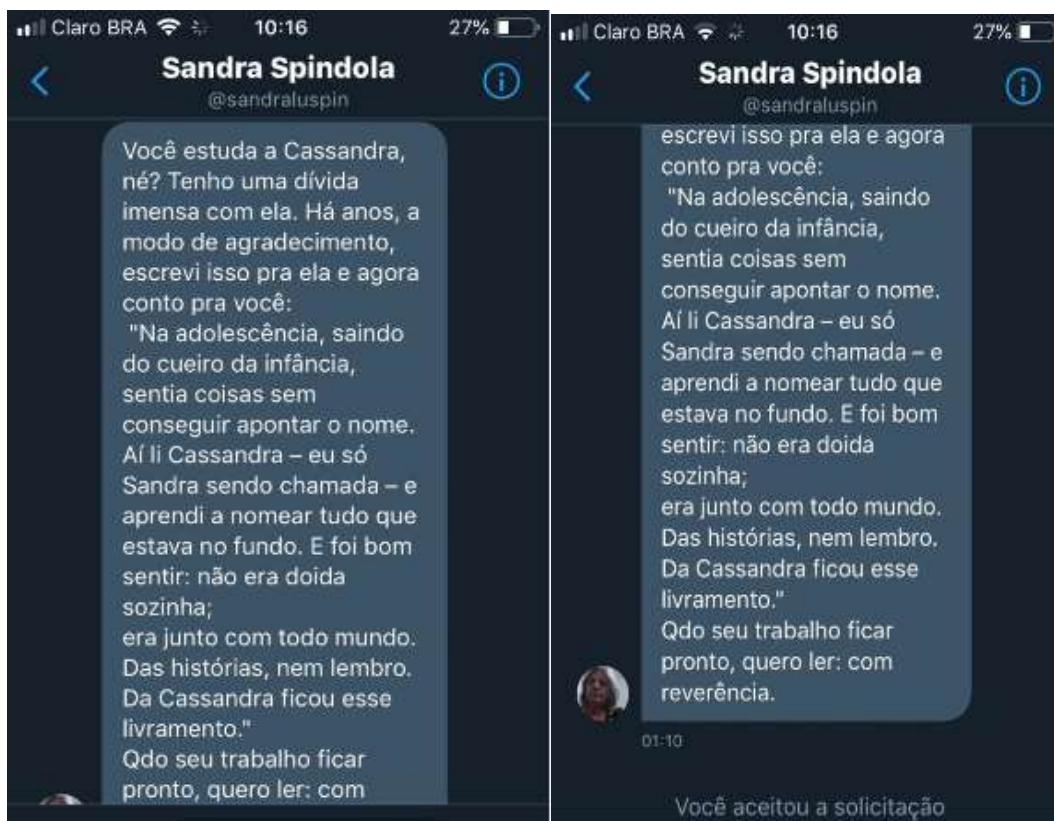 Claro BRA 10:16 27%
Sandra Spindola
@sandraluspin
Você estuda a Cassandra,
né? Tenho uma dívida
imensa com ela. Há anos, a
modo de agradecimento,
escrevi isso pra ela e agora
conto pra você:
"Na adolescência, saindo
do cueiro da infância,
sentia coisas sem
conseguir apontar o nome.
Aí li Cassandra – eu só
Sandra sendo chamada – e
aprendi a nomear tudo que
estava no fundo. E foi bom
sentir: não era doida
sozinha;
era junto com todo mundo.
Das histórias, nem lembro.
Da Cassandra ficou esse
livramento."
Qdo seu trabalho ficar
pronto, quero ler: com
Claro BRA 10:16 27%
Sandra Spindola
@sandraluspin
escrevi isso pra ela e agora
conto pra você:
"Na adolescência, saindo
do cueiro da infância,
sentia coisas sem
conseguir apontar o nome.
Aí li Cassandra – eu só
Sandra sendo chamada – e
aprendi a nomear tudo que
estava no fundo. E foi bom
sentir: não era doida
sozinha;
era junto com todo mundo.
Das histórias, nem lembro.
Da Cassandra ficou esse
livramento."
Qdo seu trabalho ficar
pronto, quero ler: com
reverência.
01:10
Você aceitou a solicitação